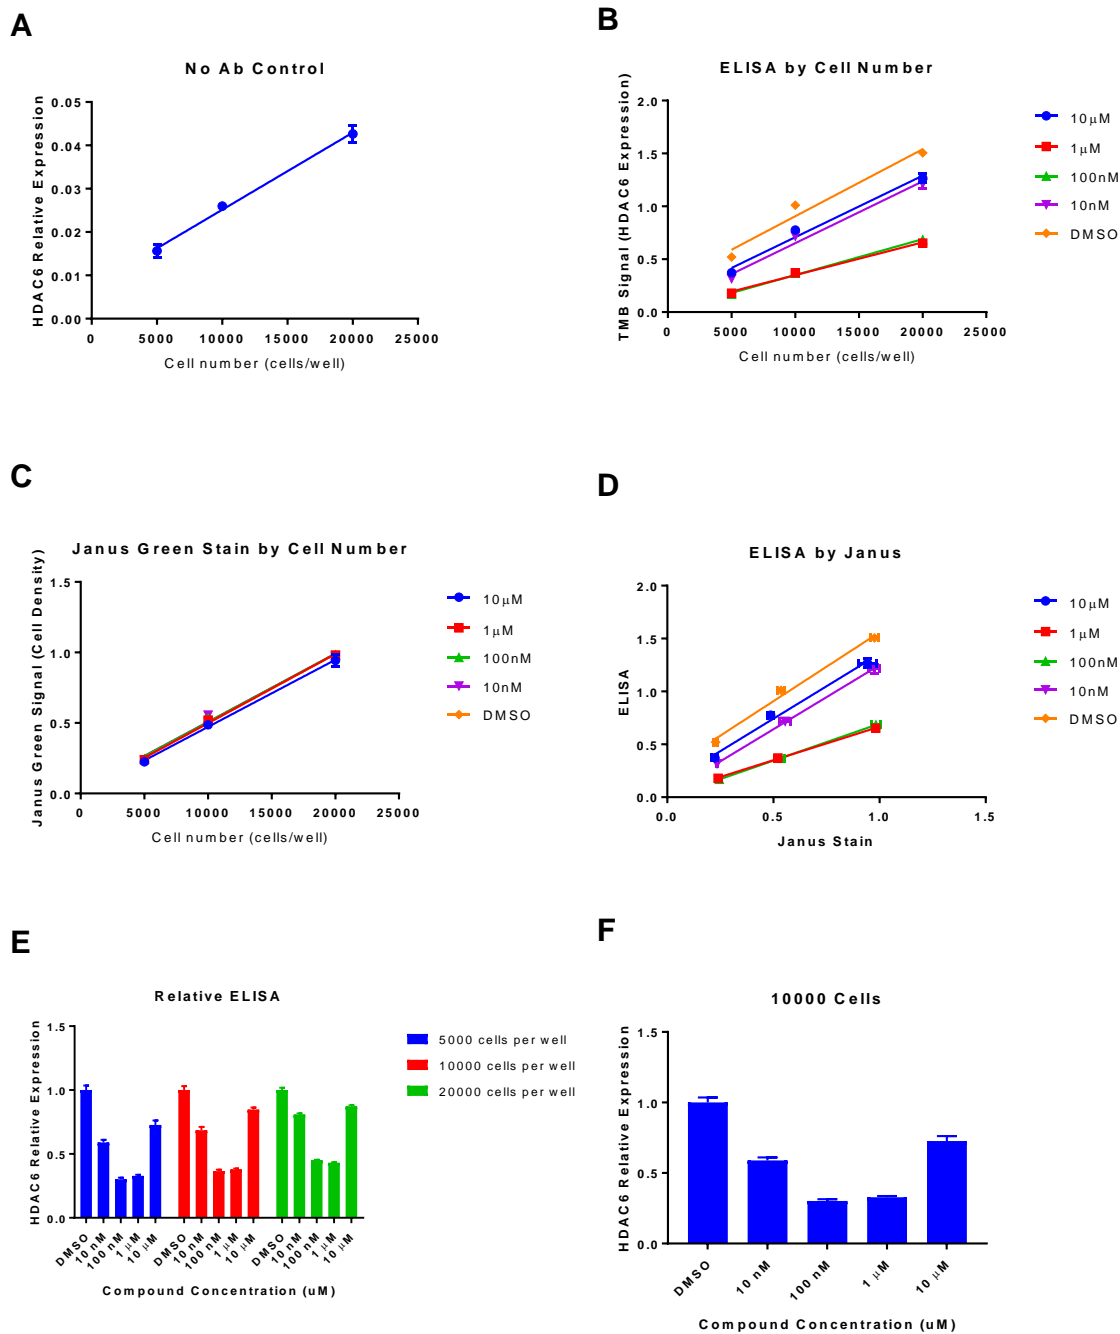 A
No Ab Control
HDAC6 Relative Expression
0.05
0.04
0.03
0.02
0.01
0.00
0 5000 10000 15000 20000 25000
Cell number (cells/well)
B
ELISA by Cell Number
TMB Signal (HDAC6 Expression)
2.0
1.5
1.0
0.5
0.0
0 5000 10000 15000 20000 25000
Cell number (cells/well)
10μM
1μM
100nM
10nM
DMSO
C
Janus Green Stain by Cell Number
Janus Green Signal (Cell Density)
1.5
1.0
0.5
0.0
0 5000 10000 15000 20000 25000
Cell number (cells/well)
10μM
1μM
100nM
10nM
DMSO
D
ELISA by Janus
ELISA
2.0
1.5
1.0
0.5
0.0
0.0 0.5 1.0 1.5
Janus Stain
10μM
1μM
100nM
10nM
DMSO
E
Relative ELISA
HDAC6 Relative Expression
1.5
1.0
0.5
0.0
DMSO 10 nM 100 nM 1 μM 10 μM DMSO 10 nM 100 nM 1 μM 10 μM DMSO 10 nM 100 nM 1 μM 10 μM
Compound Concentration (uM)
5000 cells per well
10000 cells per well
20000 cells per well
F
10000 Cells
HDAC6 Relative Expression
1.5
1.0
0.5
0.0
DMSO 10 nM 100 nM 1 μM 10 μM
Compound Concentration (uM)